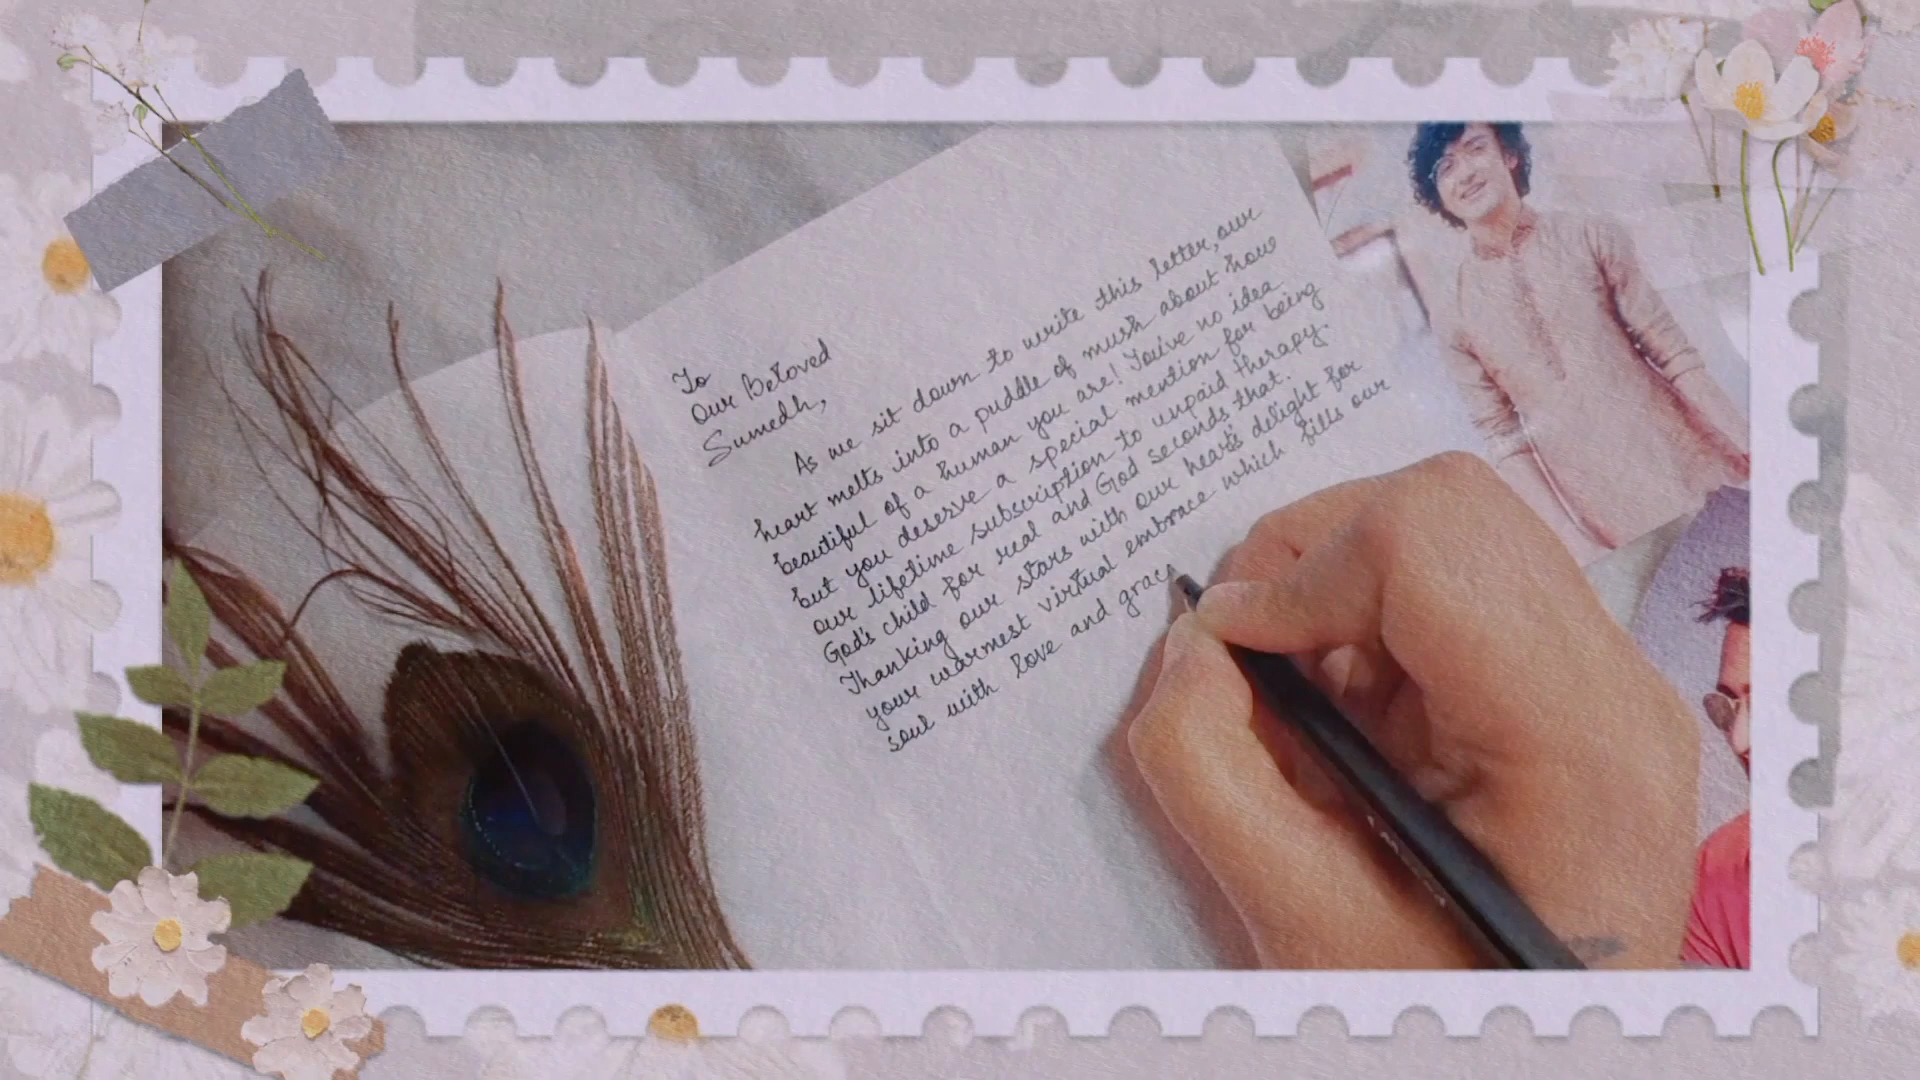 To
Our Beloved
Sumedh,
As we sit down to write this letter, our
heart melts into a puddle of mush about how
beautiful of a human you are! You've no idea
but you deserve a special mention for being
our lifetime subscription to unpaid therapy.
God's child for real and God seconds that.
Thanking our stars with our heart's delight for
your warmest virtual embrace which fills our
soul with love and grac